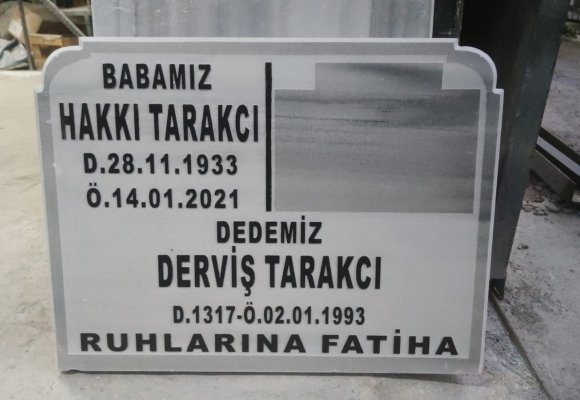 BABAMIZ
HAKKI TARAKCI
D.28.11.1933
Ö.14.01.2021
DEDEMİZ
DERVİŞ TARAKCI
D.1317-Ö.02.01.1993
RUHLARINA FATİHA